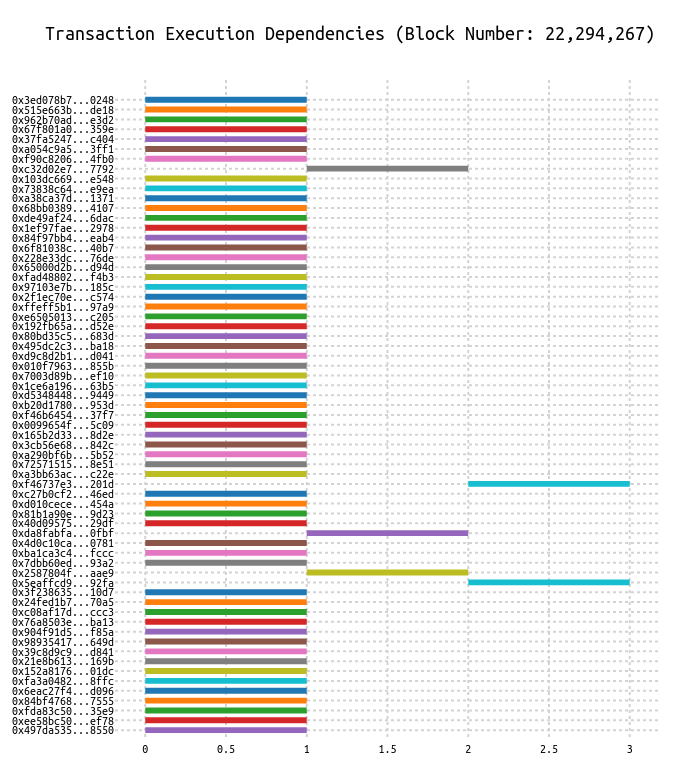 Transaction Execution Dependencies (Block Number: 22,294,267)
0x3ed078b7...0248
0x515e663b...de18
0x962b70ad...e3d2
0x67f801a0...359e
0x37fa5247...c404
0xa054c9a5...3ff1
0xf90c8206...4fb0
0xc32d02e7...7792
0x103dc669...e548
0x73838c64...e9ea
0xa38ca37d...1371
0x68bb0389...4107
0xde49af24...6dac
0x1ef97fae...2978
0x84f97bb4...eab4
0x6f81038c...40b7
0x228e33dc...76de
0x65000d2b...d94d
0xfad48802...f4b3
0x97103e7b...185c
0x2f1ec70e...c574
0xffeff5b1...97a9
0xe6505013...c205
0x192fb65a...d52e
0x80bd35c5...683d
0x495dc2c3...ba18
0xd9c8d2b1...d041
0x010f7963...855b
0x7003d89b...ef10
0x1ce6a196...63b5
0xd5348448...9449
0xb20d1780...953d
0xf46b6454...37f7
0x0099654f...5c09
0x165b2d33...8d2e
0x3cb56e68...842c
0xa290bf6b...5b52
0x72571515...8e51
0xa3bb63ac...c22e
0xf46737e3...201d
0xc27b0cf2...46ed
0xd010cece...454a
0x81b1a90e...9d23
0x40d09575...29df
0xda8fabfa...0fbf
0x4d0c10ca...0781
0xba1ca3c4...fccc
0x7dbb60ed...93a2
0x2587804f...aae9
0x5eaffcd9...92fa
0x3f238635...10d7
0x24fed1b7...70a5
0xc08af17d...ccc3
0x76a8503e...ba13
0x904f91d5...f85a
0x98935417...649d
0x39c8d9c9...d841
0x21e8b613...169b
0x152a8176...01dc
0xfa3a0482...8ffc
0x6eac27f4...d096
0x84bf4768...7555
0xfda83c50...35e9
0xee58bc50...ef78
0x497da535...8550
0 0.5 1 1.5 2 2.5 3